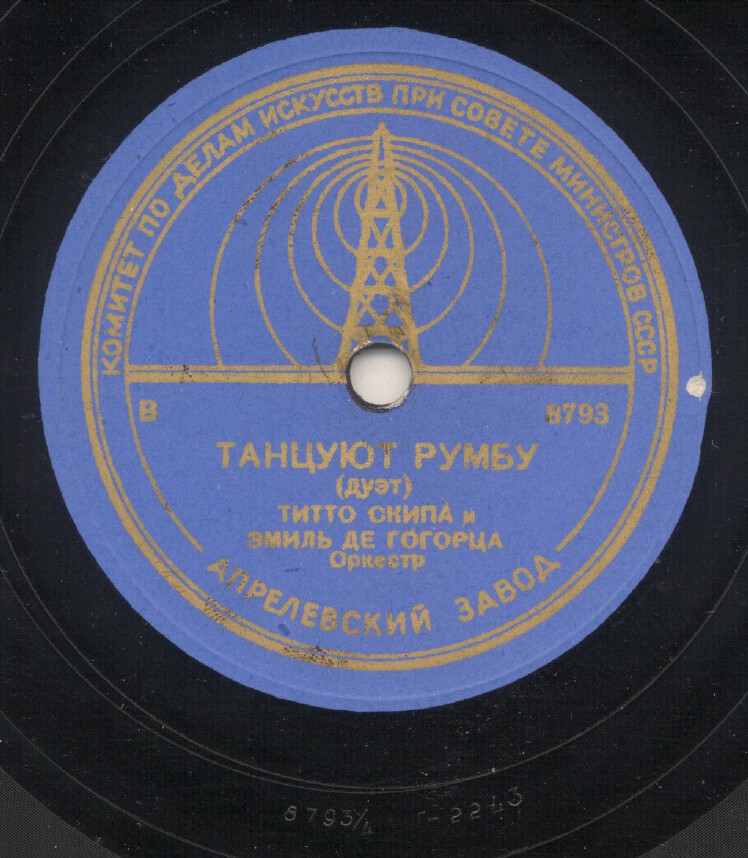 КОМИТЕТ ПО ДЕЛАМ ИСКУССТВ ПРИ СОВЕТЕ МИНИСТРОВ СССР
В 8793
ТАНЦУЮТ РУМБУ
(дуэт)
ТИТТО СКИПА и
ЭМИЛЬ ДЕ ГОГОРЦА
Оркестр
АПРЕЛЕВСКИЙ ЗАВОД
8793/4 Г-2243